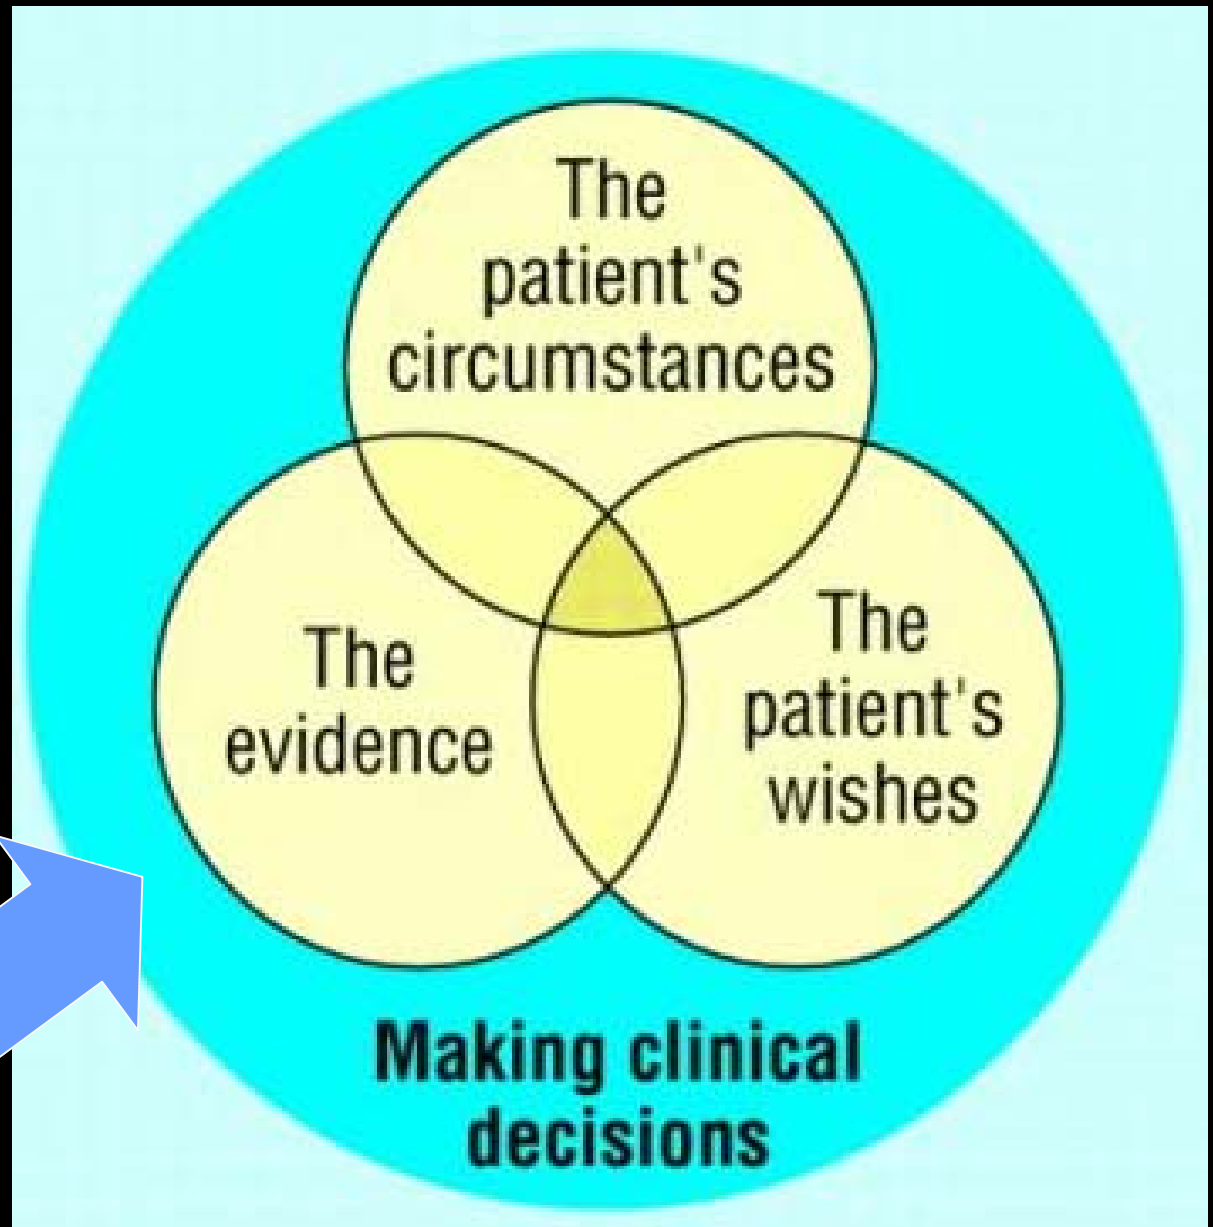 The
patient's
circumstances
The
evidence
The
patient's
wishes
Making clinical
decisions